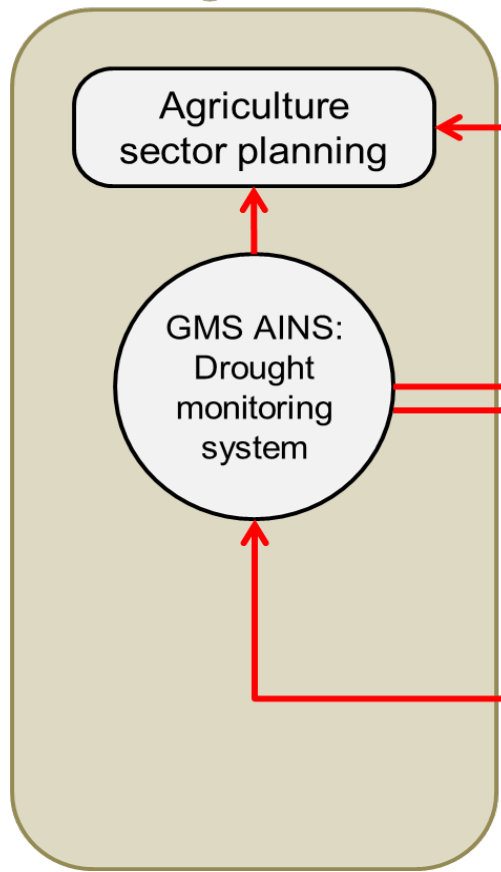 Agriculture
sector planning
GMS AINS:
Drought
monitoring
system